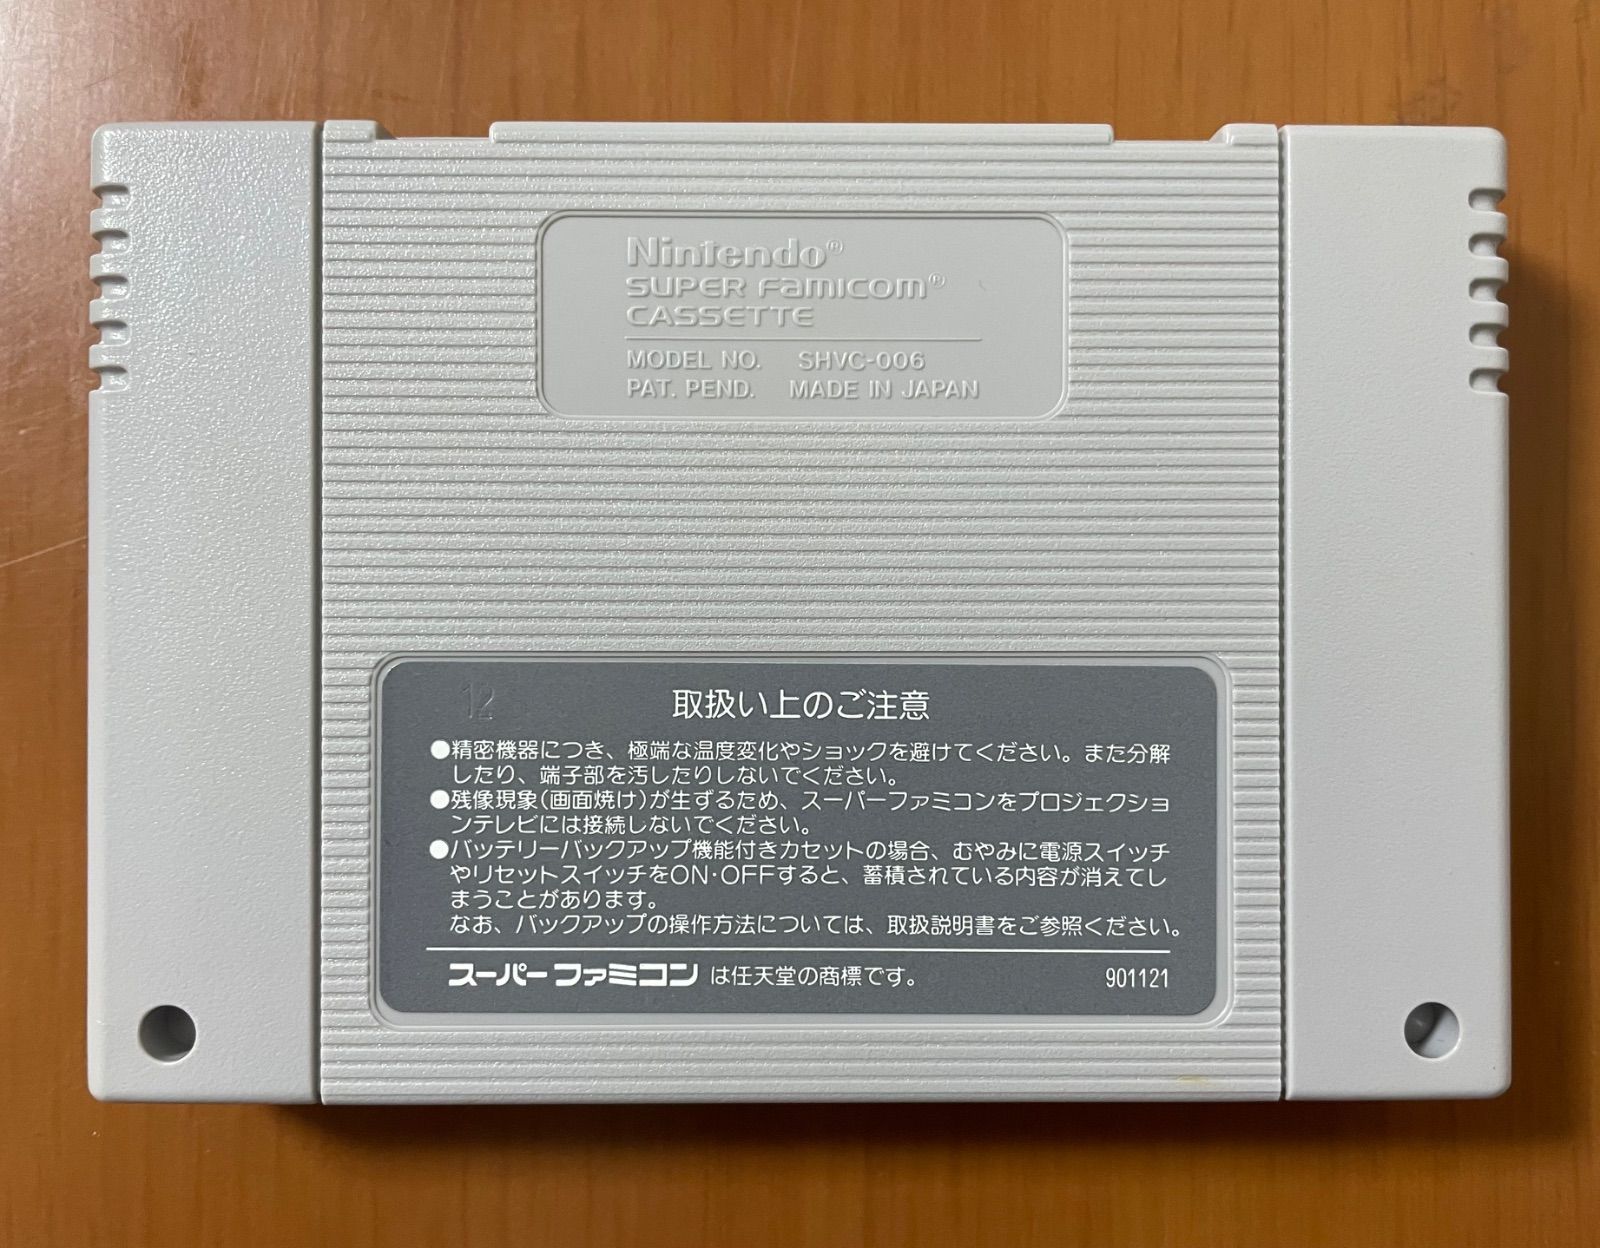 Nintendo®
SUPER FAMICOM®
CASSETTE
MODEL NO. SHVC-006
PAT. PEND. MADE IN JAPAN
12
取扱い上のご注意
●精密機器につき、極端な温度変化やショックを避けてください。また分解
したり、端子部を汚したりしないでください。
●残像現象(画面焼け)が生ずるため、スーパーファミコンをプロジェクショ
ンテレビには接続しないでください。
●バッテリーバックアップ機能付きカセットの場合、むやみに電源スイッチ
やリセットスイッチをON・OFFすると、蓄積されている内容が消えてし
まうことがあります。
なお、バックアップの操作方法については、取扱説明書をご参照ください。
スーパーファミコン は任天堂の商標です。 901121